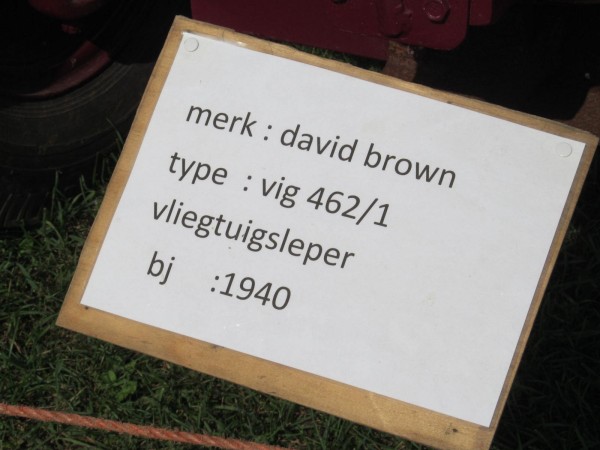 merk : david brown
type : vig 462/1
vliegtuigsleper
bj :1940